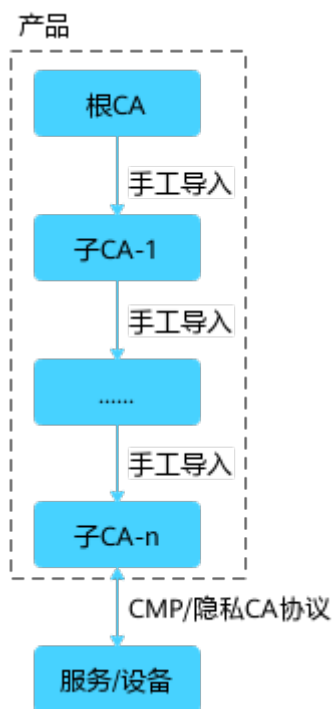 产品
根CA
手工导入
子CA-1
手工导入
......
手工导入
子CA-n
CMP/隐私CA协议
服务/设备